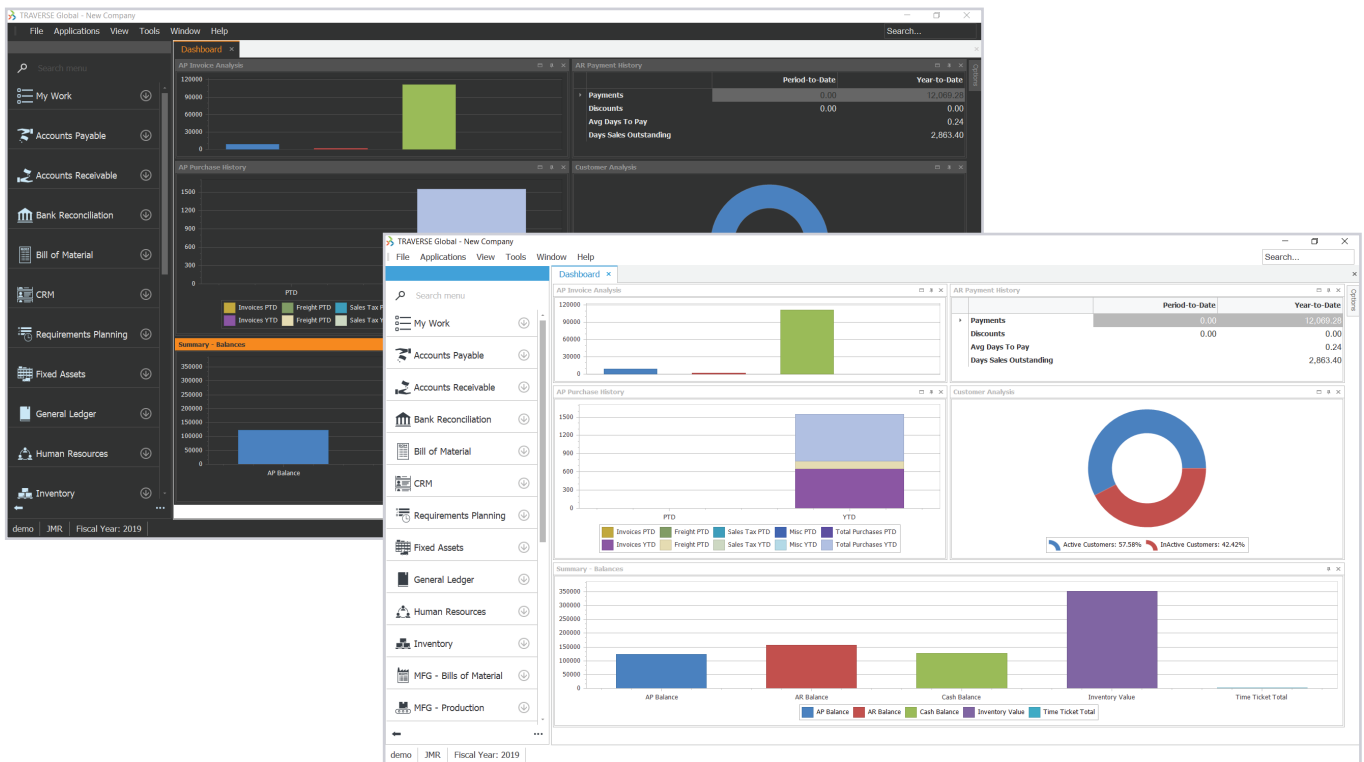 TRAVERSE Global - New Company
File Applications View Tools Window Help Search...
Dashboard ×
Search menu
My Work
Accounts Payable
Accounts Receivable
Bank Reconciliation
Bill of Material
CRM
Requirements Planning
Fixed Assets
General Ledger
Human Resources
Inventory
demo JMR Fiscal Year: 2019
AP Invoice Analysis
120000
90000
60000
30000
0
AR Payment History
Options
Period-to-Date Year-to-Date
Payments 0.00 12,069.28
Discounts 0.00 0.00
Avg Days To Pay 0.24
Days Sales Outstanding 2,863.40
AP Purchase History
1500
1200
900
600
300
0
PTD
Invoices PTD Freight PTD Sales Tax P
Invoices YTD Freight PTD Sales Tax Y
Customer Analysis
Summary - Balances
350000
300000
250000
200000
150000
100000
50000
0
AP Balance
TRAVERSE Global - New Company
File Applications View Tools Window Help Search...
Dashboard ×
Search menu
My Work
Accounts Payable
Accounts Receivable
Bank Reconciliation
Bill of Material
CRM
Requirements Planning
Fixed Assets
General Ledger
Human Resources
Inventory
MFG - Bills of Material
MFG - Production
demo JMR Fiscal Year: 2019
AP Invoice Analysis
120000
90000
60000
30000
0
AR Payment History
Options
Period-to-Date Year-to-Date
Payments 0.00 12,069.28
Discounts 0.00 0.00
Avg Days To Pay 0.24
Days Sales Outstanding 2,863.40
AP Purchase History
1500
1200
900
600
300
0
PTD YTD
Invoices PTD Freight PTD Sales Tax PTD Misc PTD Total Purchases PTD
Invoices YTD Freight PTD Sales Tax YTD Misc YTD Total Purchases YTD
Customer Analysis
Active Customers: 57.58% InActive Customers: 42.42%
Summary - Balances
350000
300000
250000
200000
150000
100000
50000
0
AP Balance AR Balance Cash Balance Inventory Value Time Ticket Total
AP Balance AR Balance Cash Balance Inventory Value Time Ticket Total